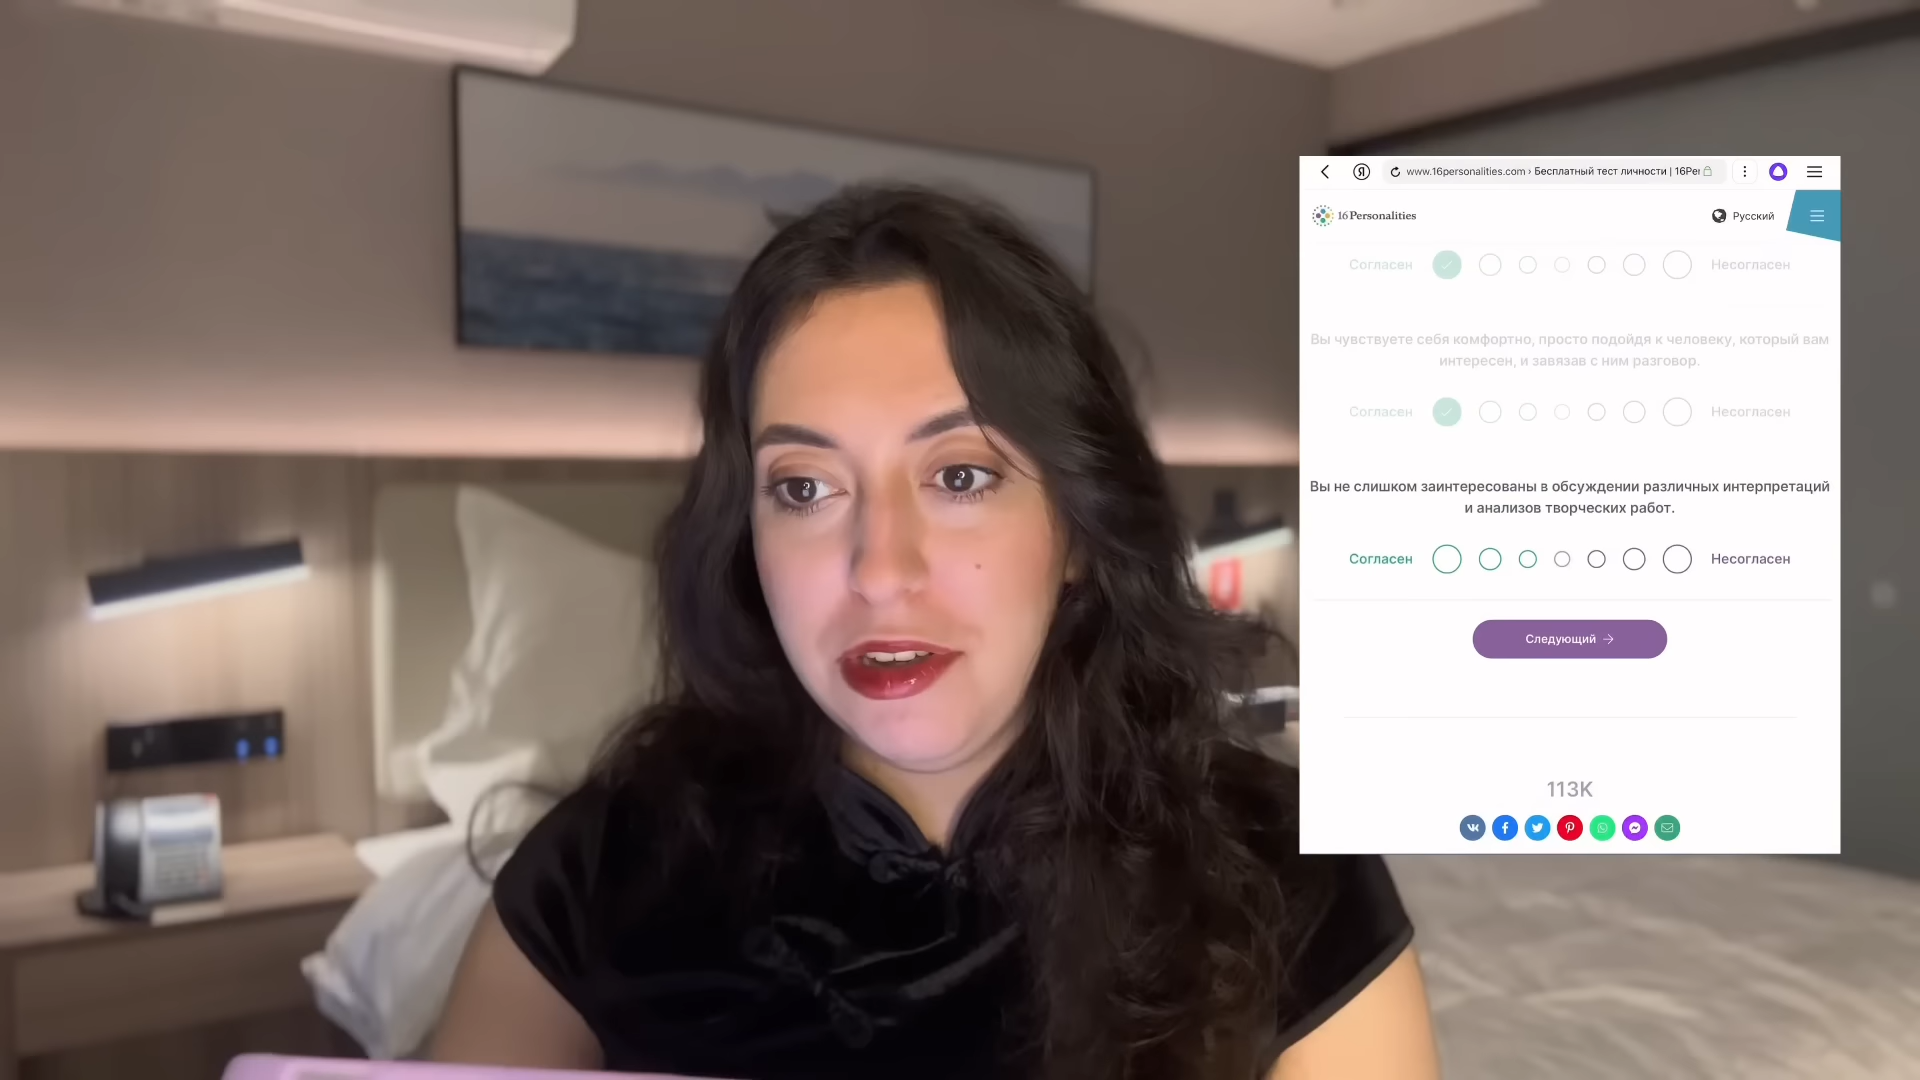 www.16personalities.com › Бесплатный тест личности | 16Per
16Personalities
Русский
Согласен
Несогласен
Вы чувствуете себя комфортно, просто подойдя к человеку, который вам
интересен, и завязав с ним разговор.
Согласен
Несогласен
Вы не слишком заинтересованы в обсуждении различных интерпретаций
и анализов творческих работ.
Согласен
Несогласен
Следующий →
113K